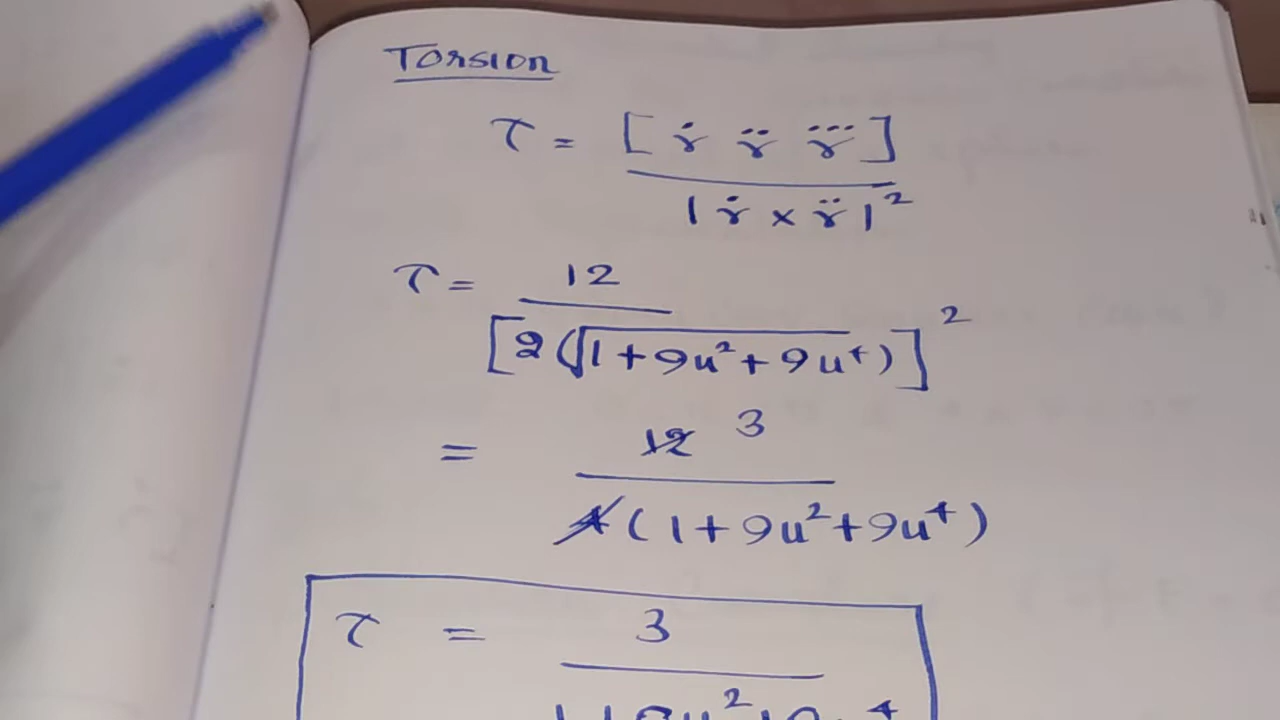 Torsion
τ = [ṙ r̈ r⃛] / |ṙ × r̈|²
τ = 12 / [2(√1+9u²+9u⁴)]²
= 12 3 / 4(1+9u²+9u⁴)
τ = 3